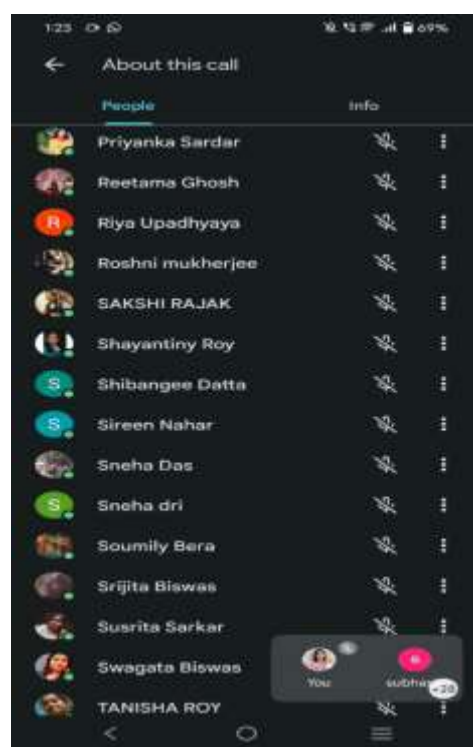 1:23 69%
About this call
People Info
Priyanka Sardar
Reetama Ghosh
R Riya Upadhyaya
Roshni mukherjee
SAKSHI RAJAK
Shayantiny Roy
S Shibangee Datta
S Sireen Nahar
Sneha Das
S Sneha dri
Soumily Bera
Srijita Biswas
Susrita Sarkar
Swagata Biswas
You
+28
TANISHA ROY